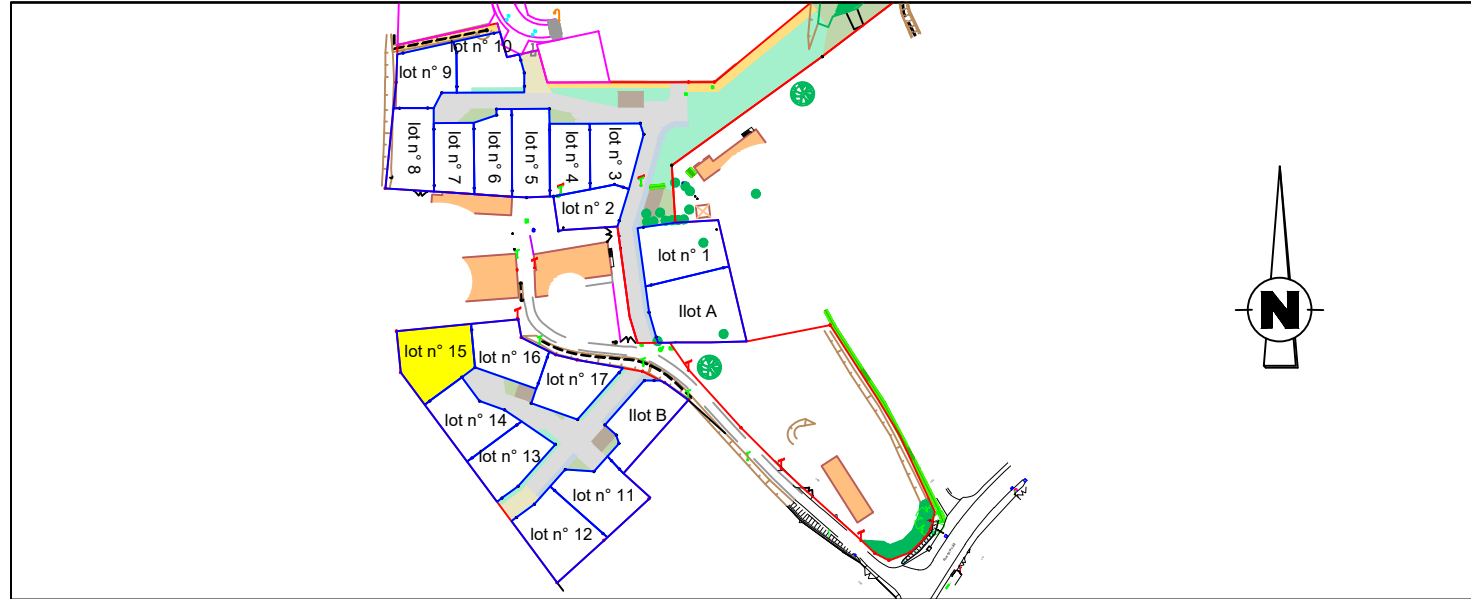 lot n° 10
lot n° 9
lot n° 8
lot n° 7
lot n° 6
lot n° 5
lot n° 4
lot n° 3
lot n° 2
lot n° 1
Ilot A
N
lot n° 15
lot n° 16
lot n° 17
lot n° 14
Ilot B
lot n° 13
lot n° 11
lot n° 12